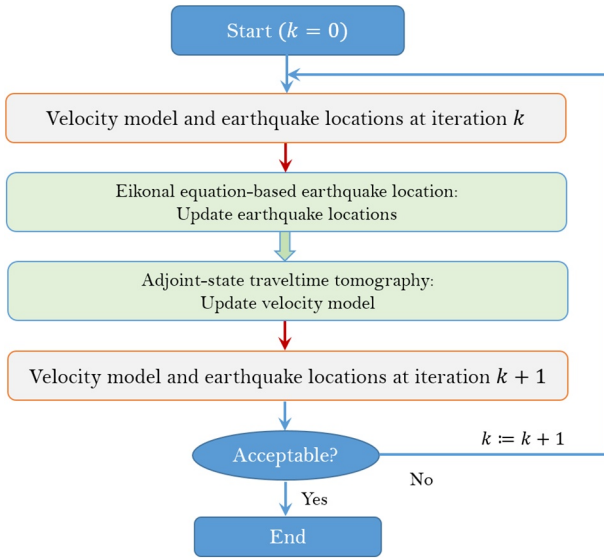 Start (k = 0)
Velocity model and earthquake locations at iteration k
Eikonal equation-based earthquake location:
Update earthquake locations
Adjoint-state traveltime tomography:
Update velocity model
Velocity model and earthquake locations at iteration k + 1
Acceptable?
k ≔ k + 1
No
Yes
End